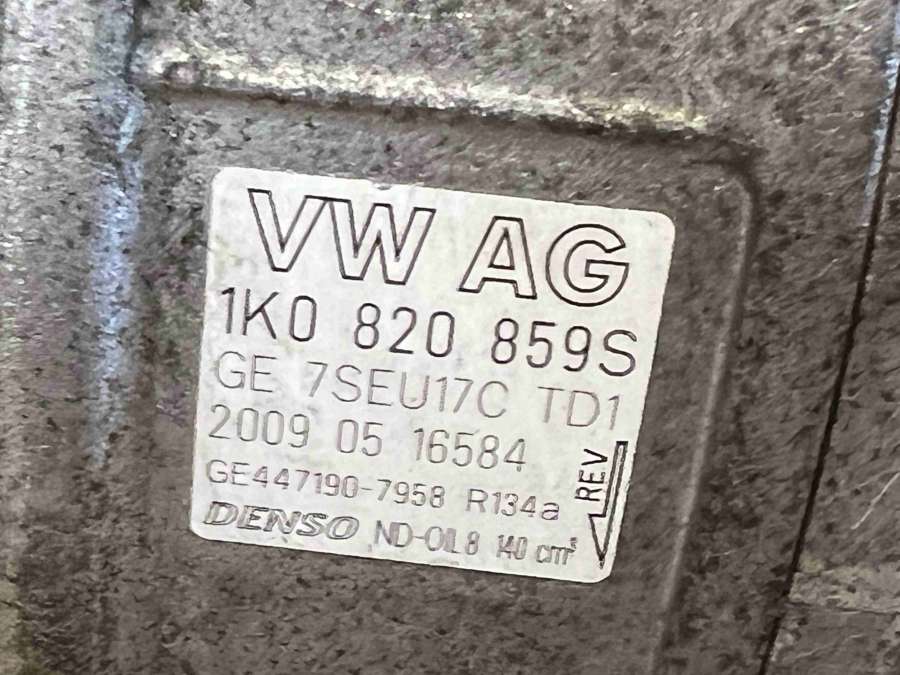 VW AG
1K0 820 859S
GE 7SEU17C TD1
2009 05 16584
GE447190-7958 R134a
REV
DENSO ND-OIL8 140 cm³